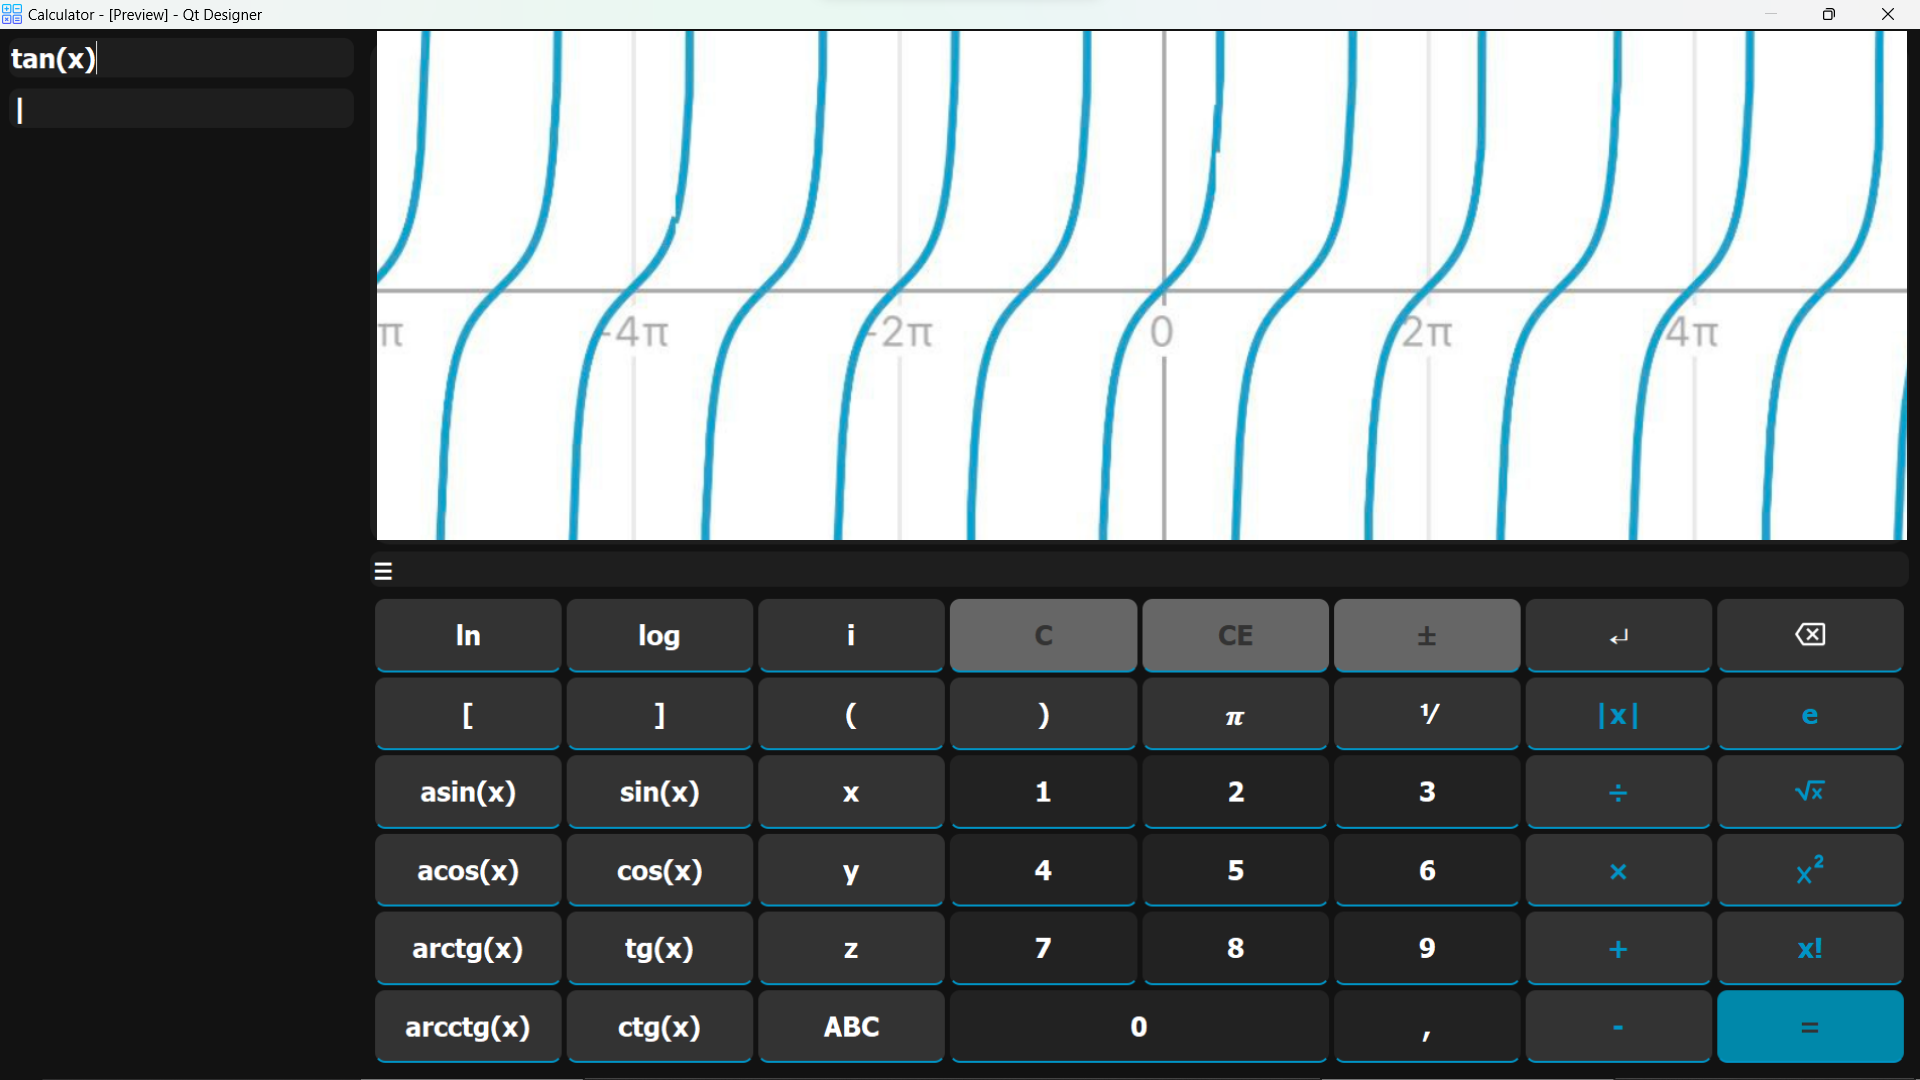 Calculator - [Preview] - Qt Designer
tan(x)
π -4π -2π 0 2π 4π
ln log i C CE ±
[ ] ( ) π ¹⁄ |x| e
asin(x) sin(x) x 1 2 3 ÷ √x
acos(x) cos(x) y 4 5 6 × x²
arctg(x) tg(x) z 7 8 9 + x!
arcctg(x) ctg(x) ABC 0 , - =